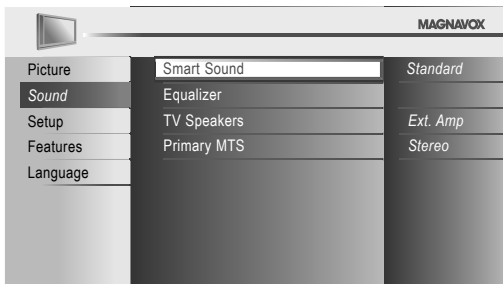 MAGNAVOX
Picture Smart Sound Standard
Sound Equalizer
Setup TV Speakers Ext. Amp
Features Primary MTS Stereo
Language